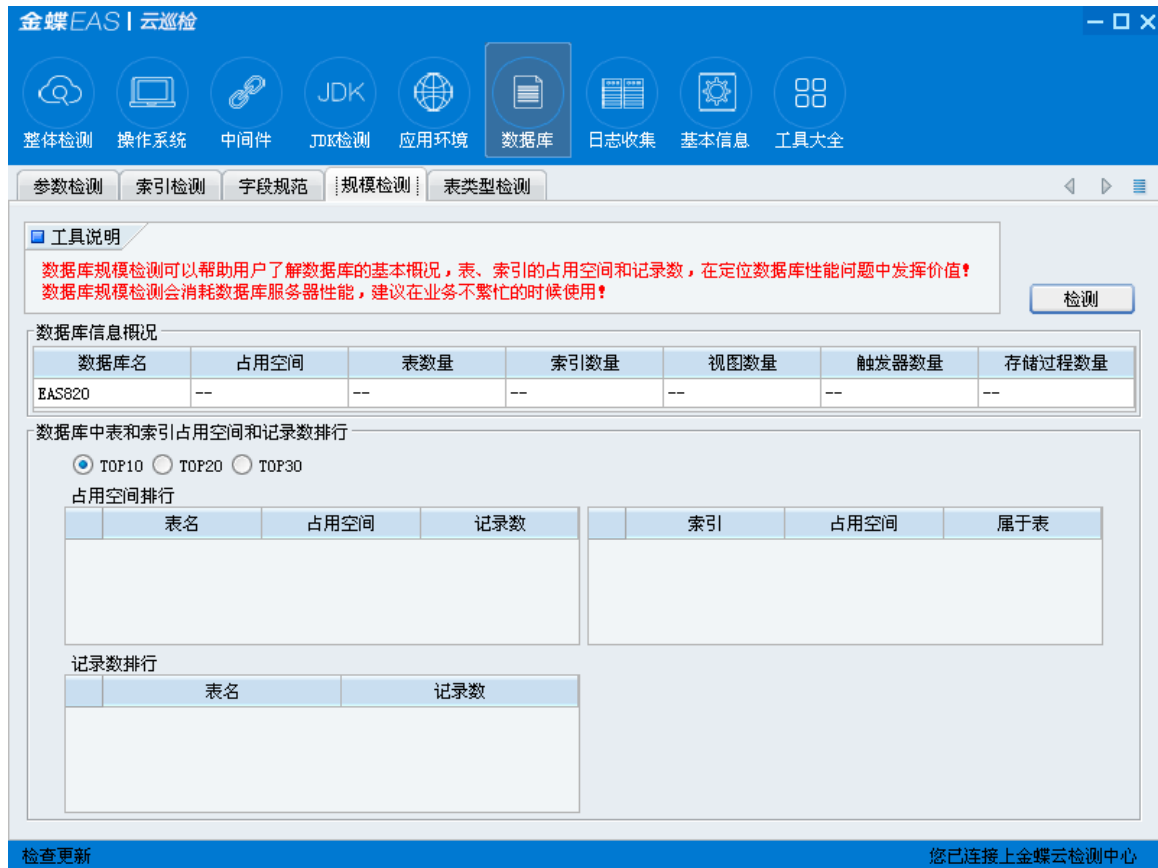 金蝶EAS | 云巡检
JDK
整体检测 操作系统 中间件 JDK检测 应用环境 数据库 日志收集 基本信息 工具大全
参数检测 索引检测 字段规范 规模检测 表类型检测
工具说明
数据库规模检测可以帮助用户了解数据库的基本概况，表、索引的占用空间和记录数，在定位数据库性能问题中发挥价值！
数据库规模检测会消耗数据库服务器性能，建议在业务不繁忙的时候使用！
检测
数据库信息概况
数据库名 占用空间 表数量 索引数量 视图数量 触发器数量 存储过程数量
EAS820 -- -- -- -- -- --
数据库中表和索引占用空间和记录数排行
TOP10 TOP20 TOP30
占用空间排行
表名 占用空间 记录数 索引 占用空间 属于表
记录数排行
表名 记录数
检查更新 您已连接上金蝶云检测中心